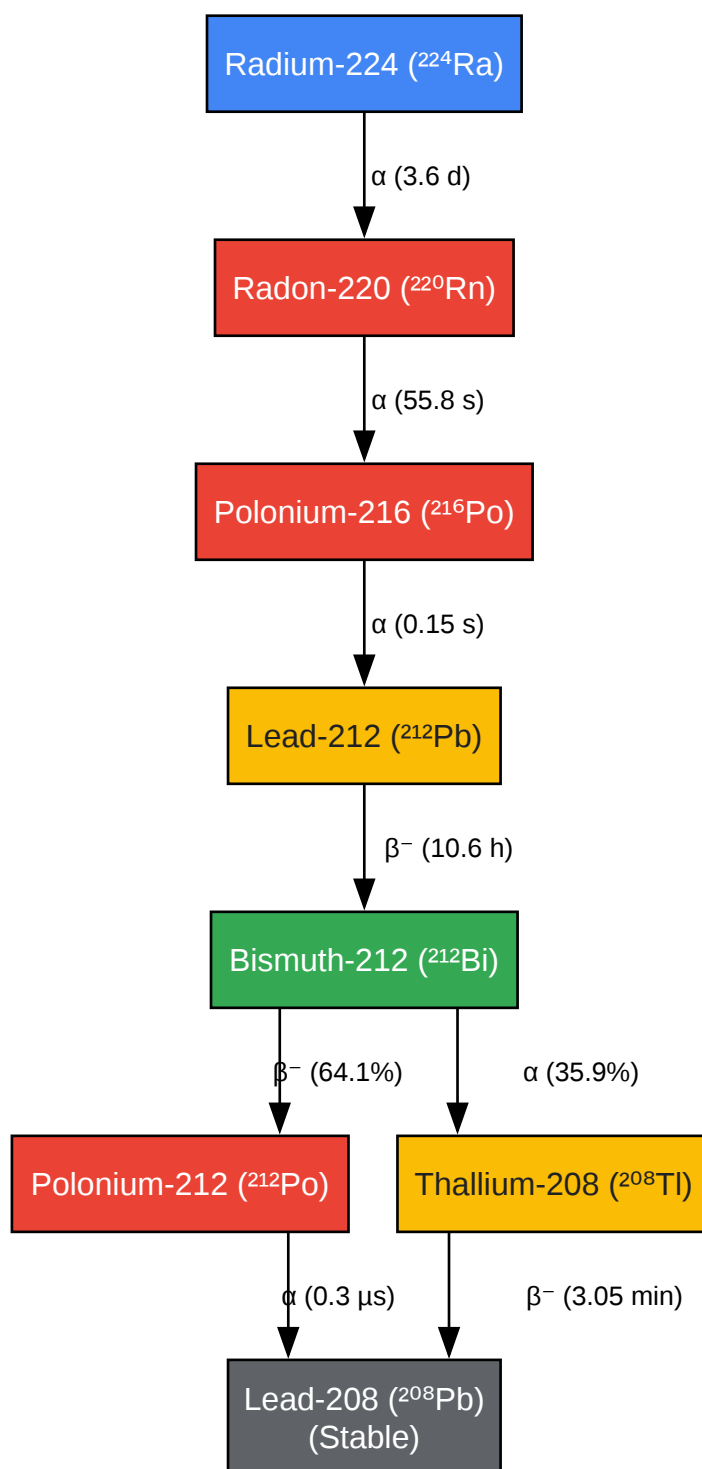 Radium-224 (²²⁴Ra)
α (3.6 d)
Radon-220 (²²⁰Rn)
α (55.8 s)
Polonium-216 (²¹⁶Po)
α (0.15 s)
Lead-212 (²¹²Pb)
β⁻ (10.6 h)
Bismuth-212 (²¹²Bi)
β⁻ (64.1%)
α (35.9%)
Polonium-212 (²¹²Po)
Thallium-208 (²⁰⁸Tl)
α (0.3 µs)
β⁻ (3.05 min)
Lead-208 (²⁰⁸Pb)
(Stable)